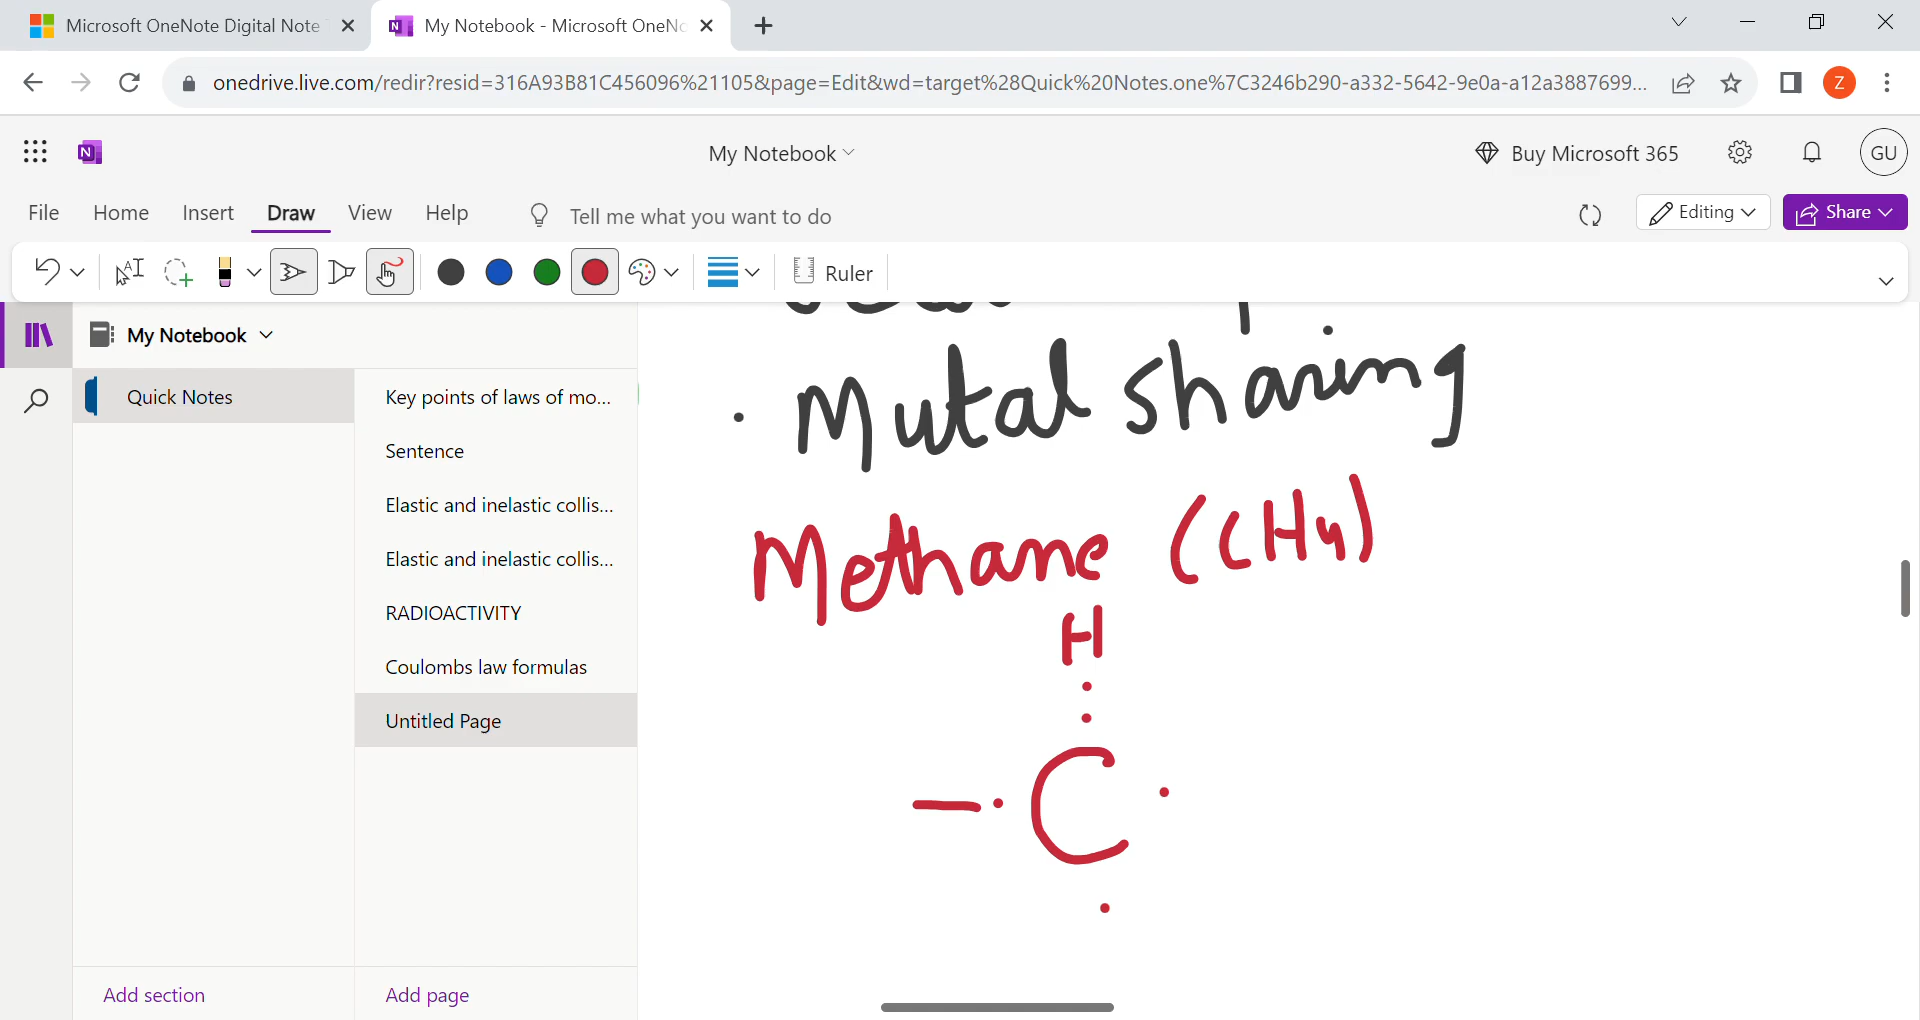 Microsoft OneNote Digital Note
My Notebook - Microsoft OneNo
onedrive.live.com/redir?resid=316A93B81C456096%21105&page=Edit&wd=target%28Quick%20Notes.one%7C3246b290-a332-5642-9e0a-a12a3887699...
Z
My Notebook
Buy Microsoft 365
GU
File Home Insert Draw View Help Tell me what you want to do
Editing Share
Ruler
My Notebook
Quick Notes
Key points of laws of mo...
Sentence
Elastic and inelastic collis...
Elastic and inelastic collis...
RADIOACTIVITY
Coulombs law formulas
Untitled Page
Add section
Add page
· Mutal sharing
Methane (CH4)
H
:
— · C ·
·